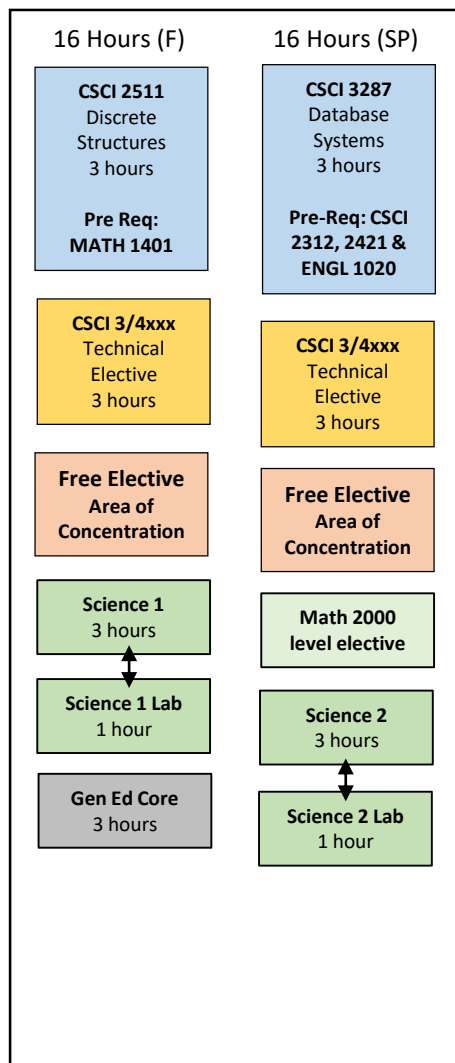 16 Hours (F)
CSCI 2511
Discrete
Structures
3 hours
Pre Req:
MATH 1401
CSCI 3/4xxx
Technical
Elective
3 hours
Free Elective
Area of
Concentration
Science 1
3 hours
Science 1 Lab
1 hour
Gen Ed Core
3 hours
16 Hours (SP)
CSCI 3287
Database
Systems
3 hours
Pre-Req: CSCI
2312, 2421 &
ENGL 1020
CSCI 3/4xxx
Technical
Elective
3 hours
Free Elective
Area of
Concentration
Math 2000
level elective
Science 2
3 hours
Science 2 Lab
1 hour